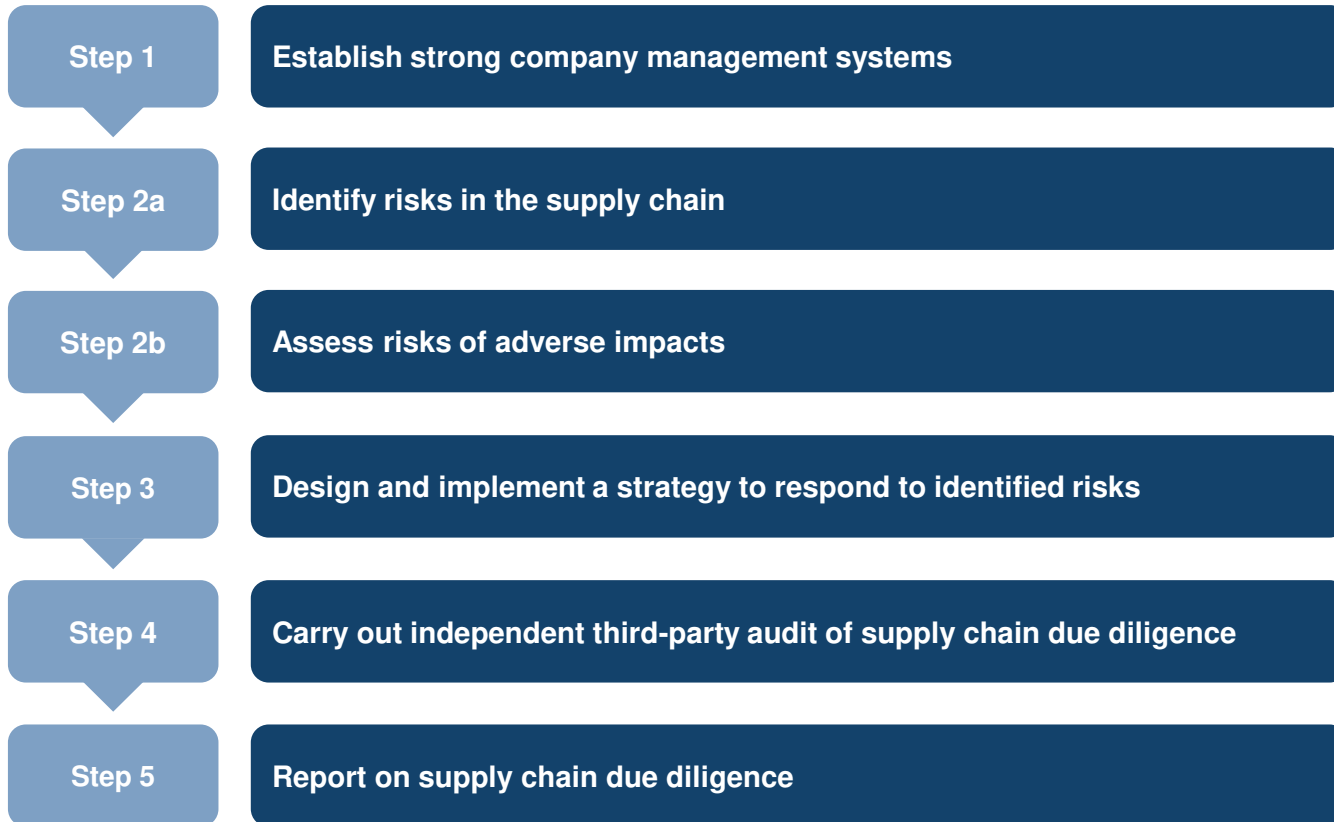 Step 1
Establish strong company management systems
Step 2a
Identify risks in the supply chain
Step 2b
Assess risks of adverse impacts
Step 3
Design and implement a strategy to respond to identified risks
Step 4
Carry out independent third-party audit of supply chain due diligence
Step 5
Report on supply chain due diligence